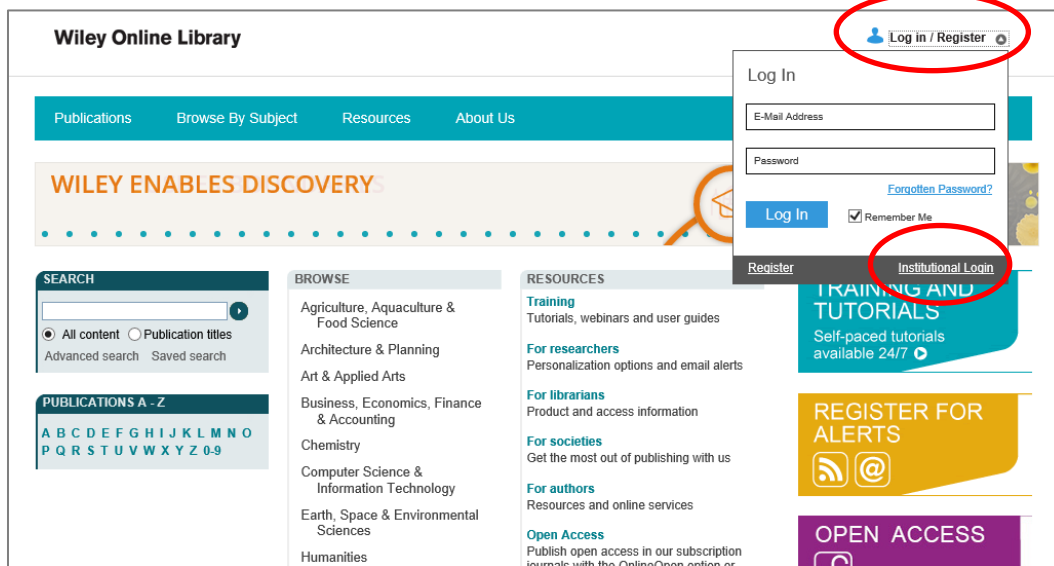 Wiley Online Library
Log in / Register
Log In
E-Mail Address
Password
Forgotten Password?
Log In
Remember Me
Register Institutional Login
Publications Browse By Subject Resources About Us
WILEY ENABLES DISCOVERY
SEARCH
All content Publication titles
Advanced search Saved search
PUBLICATIONS A - Z
A B C D E F G H I J K L M N O
P Q R S T U V W X Y Z 0-9
BROWSE
Agriculture, Aquaculture &
Food Science
Architecture & Planning
Art & Applied Arts
Business, Economics, Finance
& Accounting
Chemistry
Computer Science &
Information Technology
Earth, Space & Environmental
Sciences
Humanities
RESOURCES
Training
Tutorials, webinars and user guides
For researchers
Personalization options and email alerts
For librarians
Product and access information
For societies
Get the most out of publishing with us
For authors
Resources and online services
Open Access
Publish open access in our subscription
journals with the OnlineOpen option or
TRAINING AND
TUTORIALS
Self-paced tutorials
available 24/7
REGISTER FOR
ALERTS
@
OPEN ACCESS